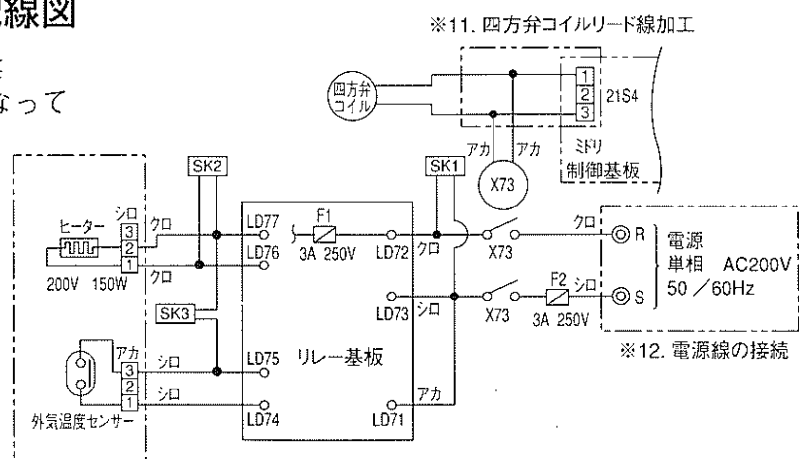 線図
なって
※11. 四方弁コイルリード線加工
四方弁
コイル
1
2
3
21S4
アカ
アカ
ミドリ
制御基板
X73
SK2
SK1
ヒーター
シロ
3
2
1
クロ
クロ
200V 150W
LD77
LD76
F1
3A 250V
LD72
クロ
X73
クロ
R
電源
単相 AC200V
50／60Hz
LD73
シロ
X73
F2
シロ
3A 250V
S
※12. 電源線の接続
SK3
アカ
3
2
1
シロ
シロ
外気温度センサー
LD75
LD74
リレー基板
アカ
LD71